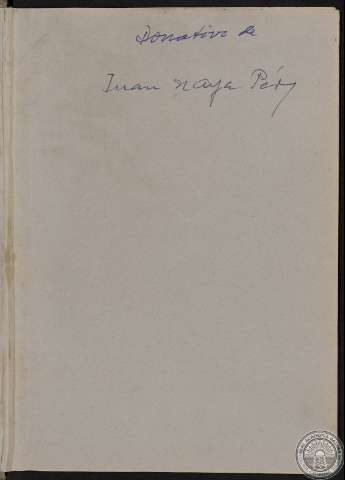 Donativo de
Juan Naya Pérez